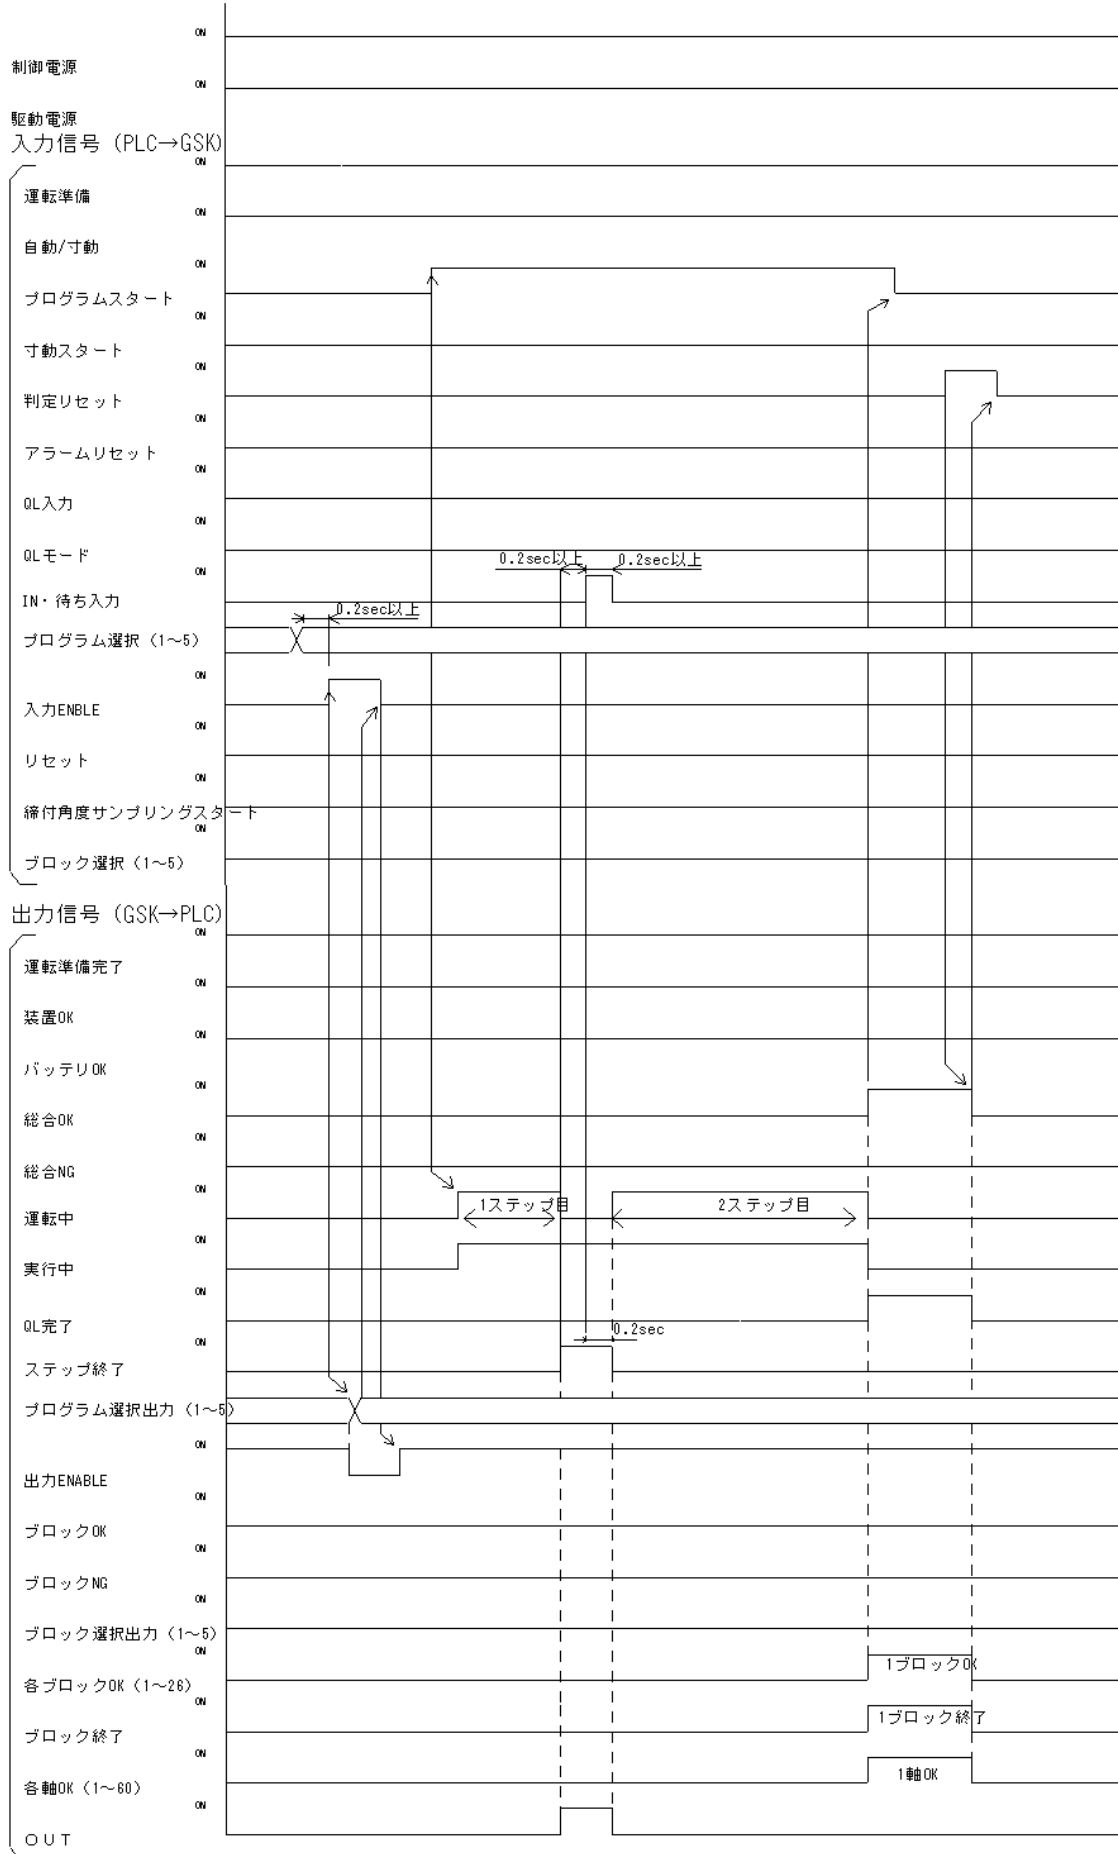 ON
制御電源
ON
駆動電源
入力信号（PLC→GSK）
ON
運転準備
ON
自動/寸動
ON
プログラムスタート
ON
寸動スタート
ON
判定リセット
ON
アラームリセット
ON
QL入力
ON
QLモード
0.2sec以上 0.2sec以上
ON
IN・待ち入力
0.2sec以上
プログラム選択（1～5）
ON
入力ENBLE
ON
リセット
ON
締付角度サンプリングスタート
ON
ブロック選択（1～5）
出力信号（GSK→PLC）
ON
運転準備完了
ON
装置OK
ON
バッテリOK
ON
総合OK
ON
総合NG
ON
運転中 1ステップ目 2ステップ目
ON
実行中
ON
QL完了
0.2sec
ON
ステップ終了
プログラム選択出力（1～5）
ON
出力ENABLE
ON
ブロックOK
ON
ブロックNG
ON
ブロック選択出力（1～5）
ON
1ブロックOK
各ブロックOK（1～26）
ON
1ブロック終了
ブロック終了
ON
1軸OK
各軸OK（1～60）
ON
ＯＵＴ